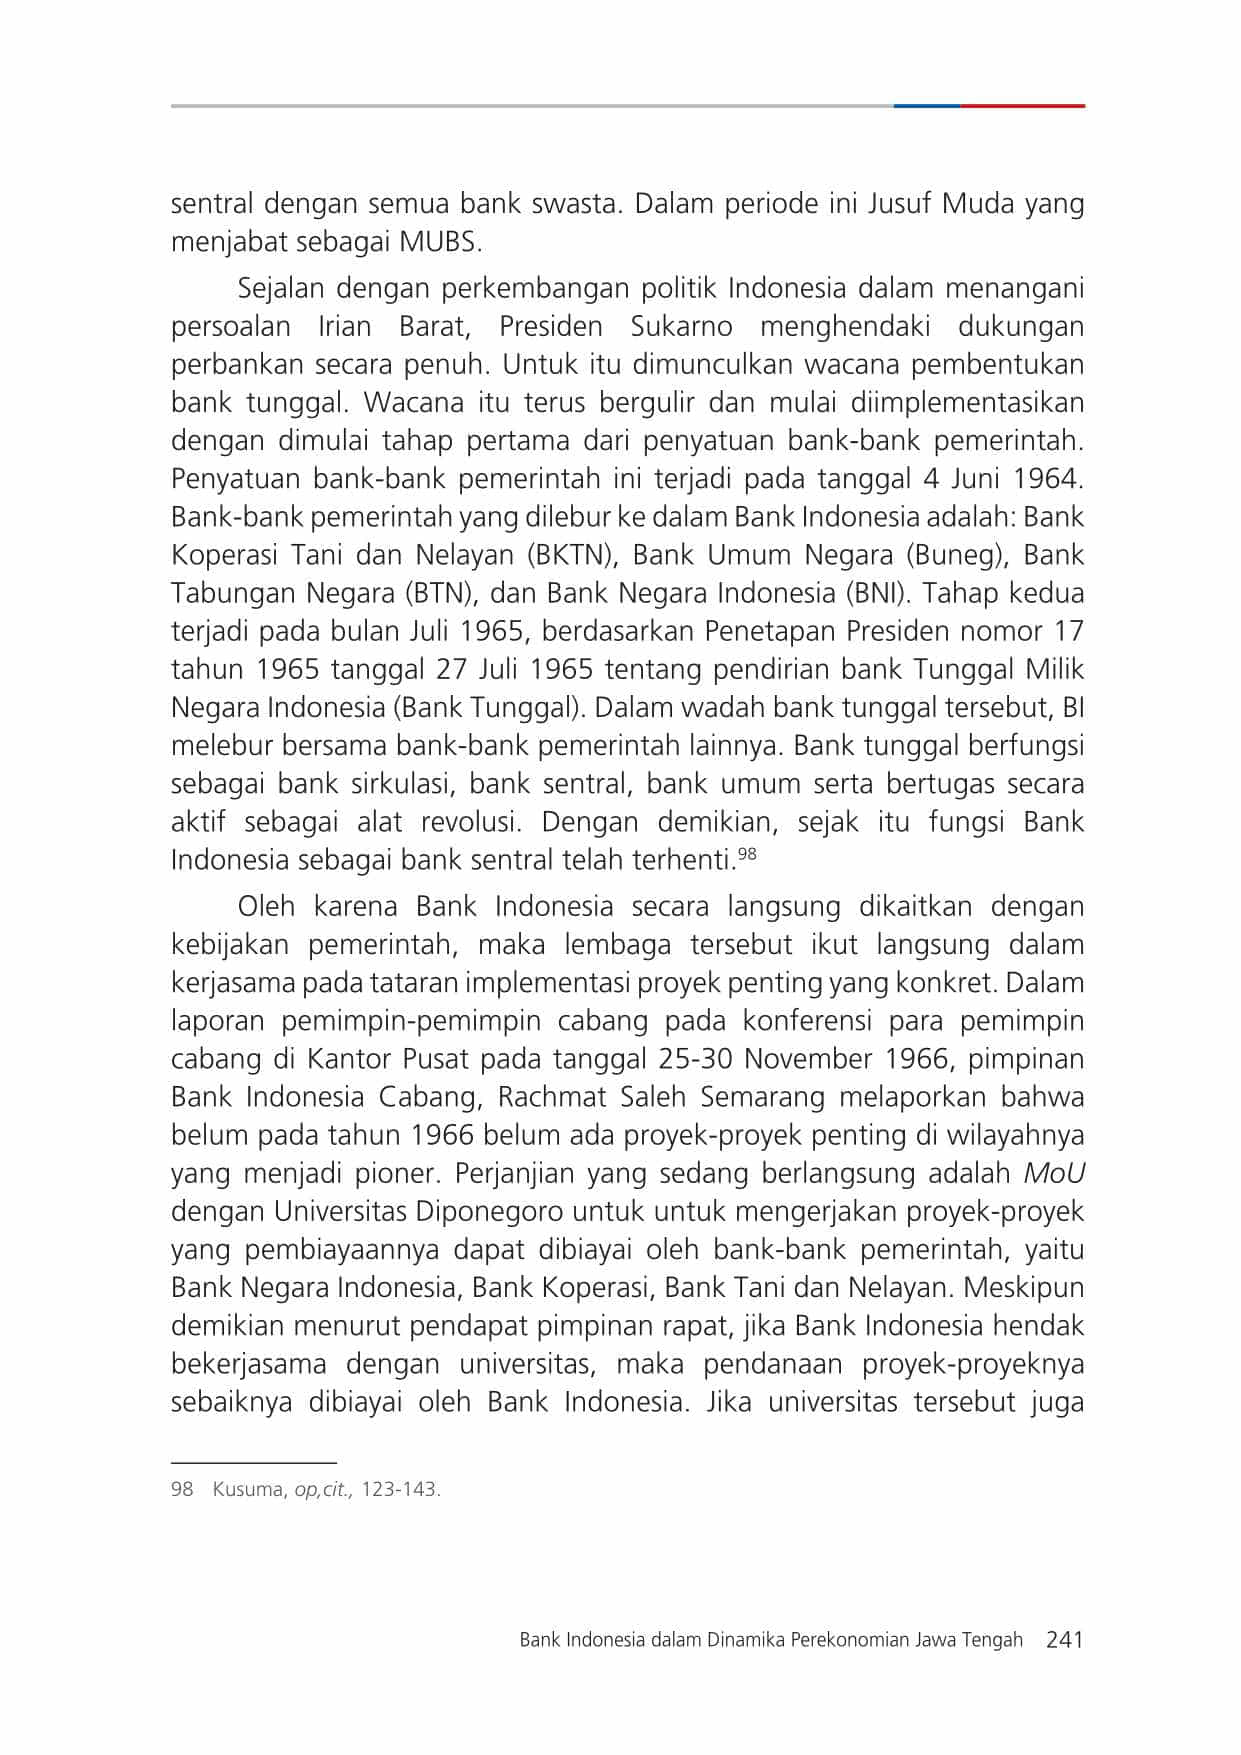 sentral dengan semua bank swasta. Dalam periode ini Jusuf Muda yang
menjabat sebagai MUBS.
Sejalan dengan perkembangan politik Indonesia dalam menangani
persoalan Irian Barat, Presiden Sukarno menghendaki dukungan
perbankan secara penuh. Untuk itu dimunculkan wacana pembentukan
bank tunggal. Wacana itu terus bergulir dan mulai diimplementasikan
dengan dimulai tahap pertama dari penyatuan bank-bank pemerintah.
Penyatuan bank-bank pemerintah ini terjadi pada tanggal 4 Juni 1964.
Bank-bank pemerintah yang dilebur ke dalam Bank Indonesia adalah: Bank
Koperasi Tani dan Nelayan (BKTN), Bank Umum Negara (Buneg), Bank
Tabungan Negara (BTN), dan Bank Negara Indonesia (BNI). Tahap kedua
terjadi pada bulan Juli 1965, berdasarkan Penetapan Presiden nomor 17
tahun 1965 tanggal 27 Juli 1965 tentang pendirian bank Tunggal Milik
Negara Indonesia (Bank Tunggal). Dalam wadah bank tunggal tersebut, BI
melebur bersama bank-bank pemerintah lainnya. Bank tunggal berfungsi
sebagai bank sirkulasi, bank sentral, bank umum serta bertugas secara
aktif sebagai alat revolusi. Dengan demikian, sejak itu fungsi Bank
Indonesia sebagai bank sentral telah terhenti.98
Oleh karena Bank Indonesia secara langsung dikaitkan dengan
kebijakan pemerintah, maka lembaga tersebut ikut langsung dalam
kerjasama pada tataran implementasi proyek penting yang konkret. Dalam
laporan pemimpin-pemimpin cabang pada konferensi para pemimpin
cabang di Kantor Pusat pada tanggal 25-30 November 1966, pimpinan
Bank Indonesia Cabang, Rachmat Saleh Semarang melaporkan bahwa
belum pada tahun 1966 belum ada proyek-proyek penting di wilayahnya
yang menjadi pioner. Perjanjian yang sedang berlangsung adalah MoU
dengan Universitas Diponegoro untuk untuk mengerjakan proyek-proyek
yang pembiayaannya dapat dibiayai oleh bank-bank pemerintah, yaitu
Bank Negara Indonesia, Bank Koperasi, Bank Tani dan Nelayan. Meskipun
demikian menurut pendapat pimpinan rapat, jika Bank Indonesia hendak
bekerjasama dengan universitas, maka pendanaan proyek-proyeknya
sebaiknya dibiayai oleh Bank Indonesia. Jika universitas tersebut juga
98 Kusuma, op,cit., 123-143.
Bank Indonesia dalam Dinamika Perekonomian Jawa Tengah 241